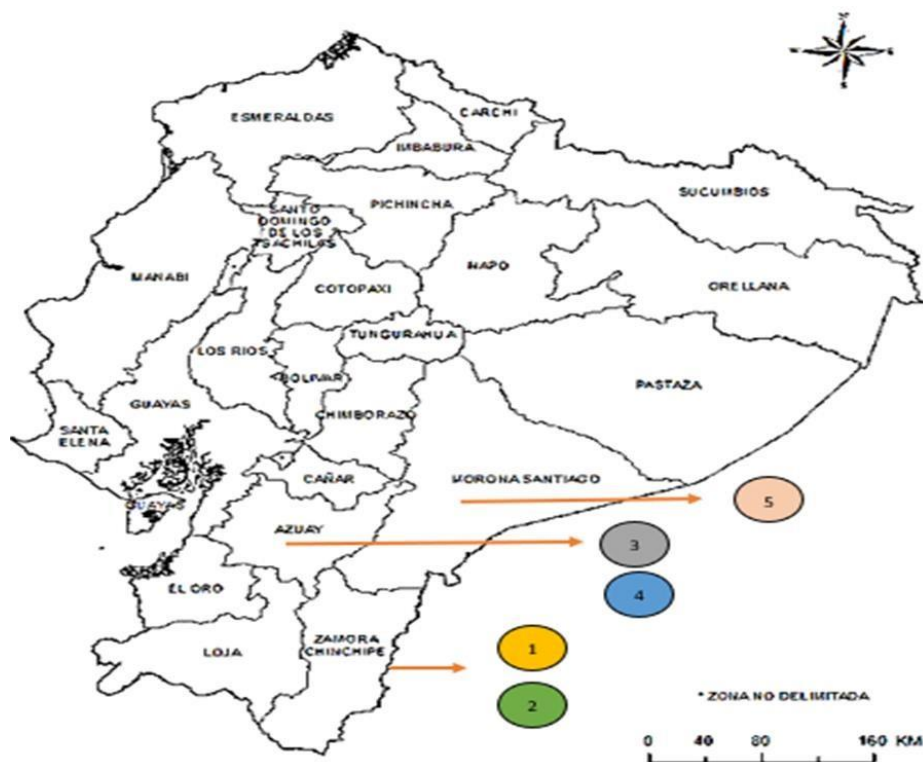 N
W
E
S
ESMERALDAS
CARCHI
IMBABURA
SUCUMBIOS
PICHINCHA
SANTO
DOMINGO
DE LOS
TSACHILAS
NAPO
ORELLANA
MANABI
COTOPAXI
TUNGURAHUA
LOS RIOS
BOLIVAR
PASTAZA
GUAYAS
CHIMBORAZO
SANTA
ELENA
CAÑAR
MORONA SANTIAGO
5
GUAYAS
AZUAY
3
EL ORO
4
LOJA
ZAMORA
CHINCHIPE
1
2
* ZONA NO DELIMITADA
0 40 80 160 KM